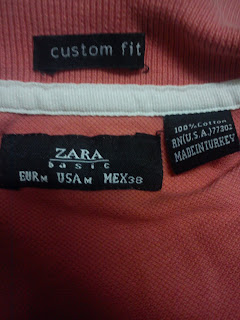 custom fit
ZARA
basic
EUR M USA M MEX 38
100% Cotton
RN(U.S.A.)77302
MADE IN TURKEY